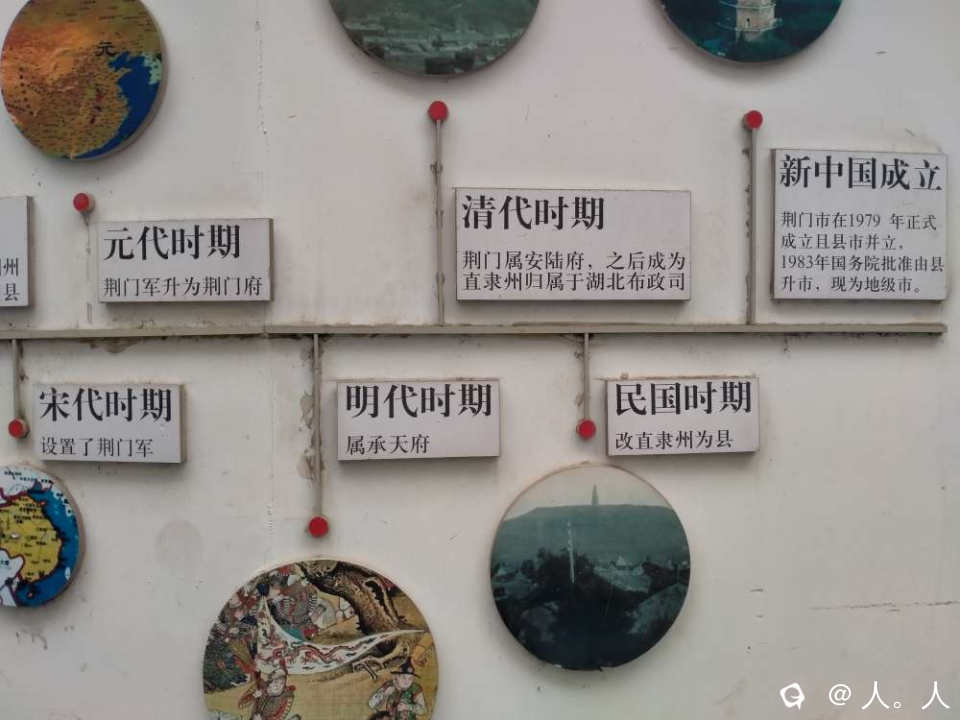 元
州
县
元代时期
荆门军升为荆门府
清代时期
荆门属安陆府，之后成为
直隶州归属于湖北布政司
新中国成立
荆门市在1979 年正式
成立且县市并立，
1983年国务院批准由县
升市，现为地级市。
宋代时期
设置了荆门军
明代时期
属承天府
民国时期
改直隶州为县
@人。人